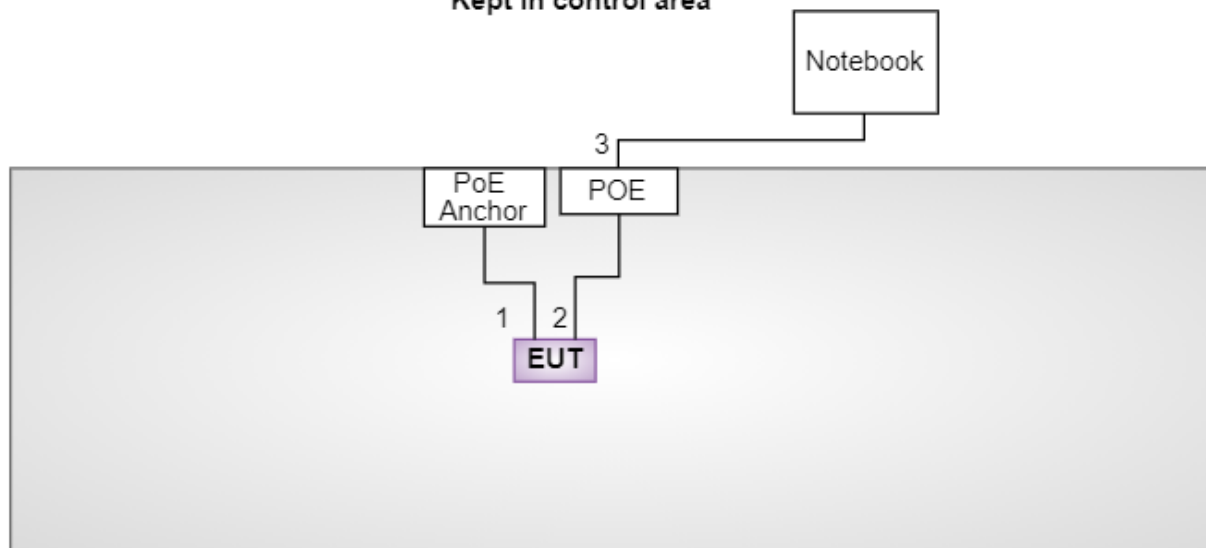 Kept in control area
Notebook
3
PoE
Anchor
POE
1
2
EUT